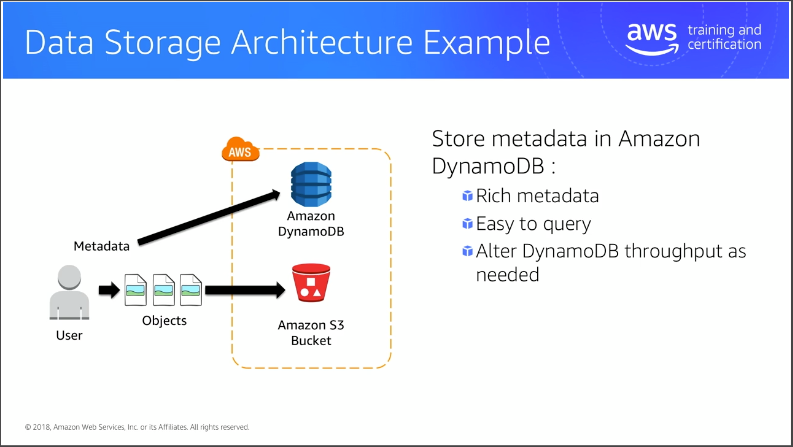 Data Storage Architecture Example
aws training and
certification
AWS
Amazon
DynamoDB
Metadata
User
Objects
Amazon S3
Bucket
Store metadata in Amazon
DynamoDB :
Rich metadata
Easy to query
Alter DynamoDB throughput as
needed
© 2018, Amazon Web Services, Inc. or its Affiliates. All rights reserved.